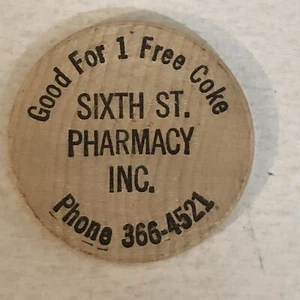 Good For 1 Free Coke
SIXTH ST.
PHARMACY
INC.
Phone 366-4521